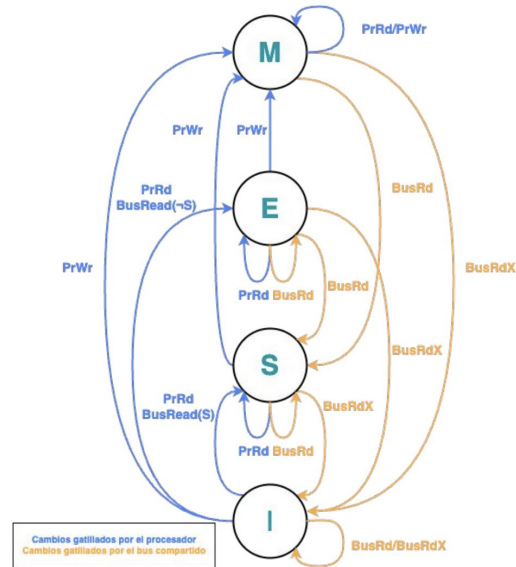 M
PrRd/PrWr
PrWr
PrWr
BusRd
PrRd
BusRead(¬S)
E
PrWr
BusRdX
PrRd
BusRd
BusRd
BusRdX
S
PrRd
BusRead(S)
BusRdX
PrRd
BusRd
I
BusRd/BusRdX
Cambios gatillados por el procesador
Cambios gatillados por el bus compartido